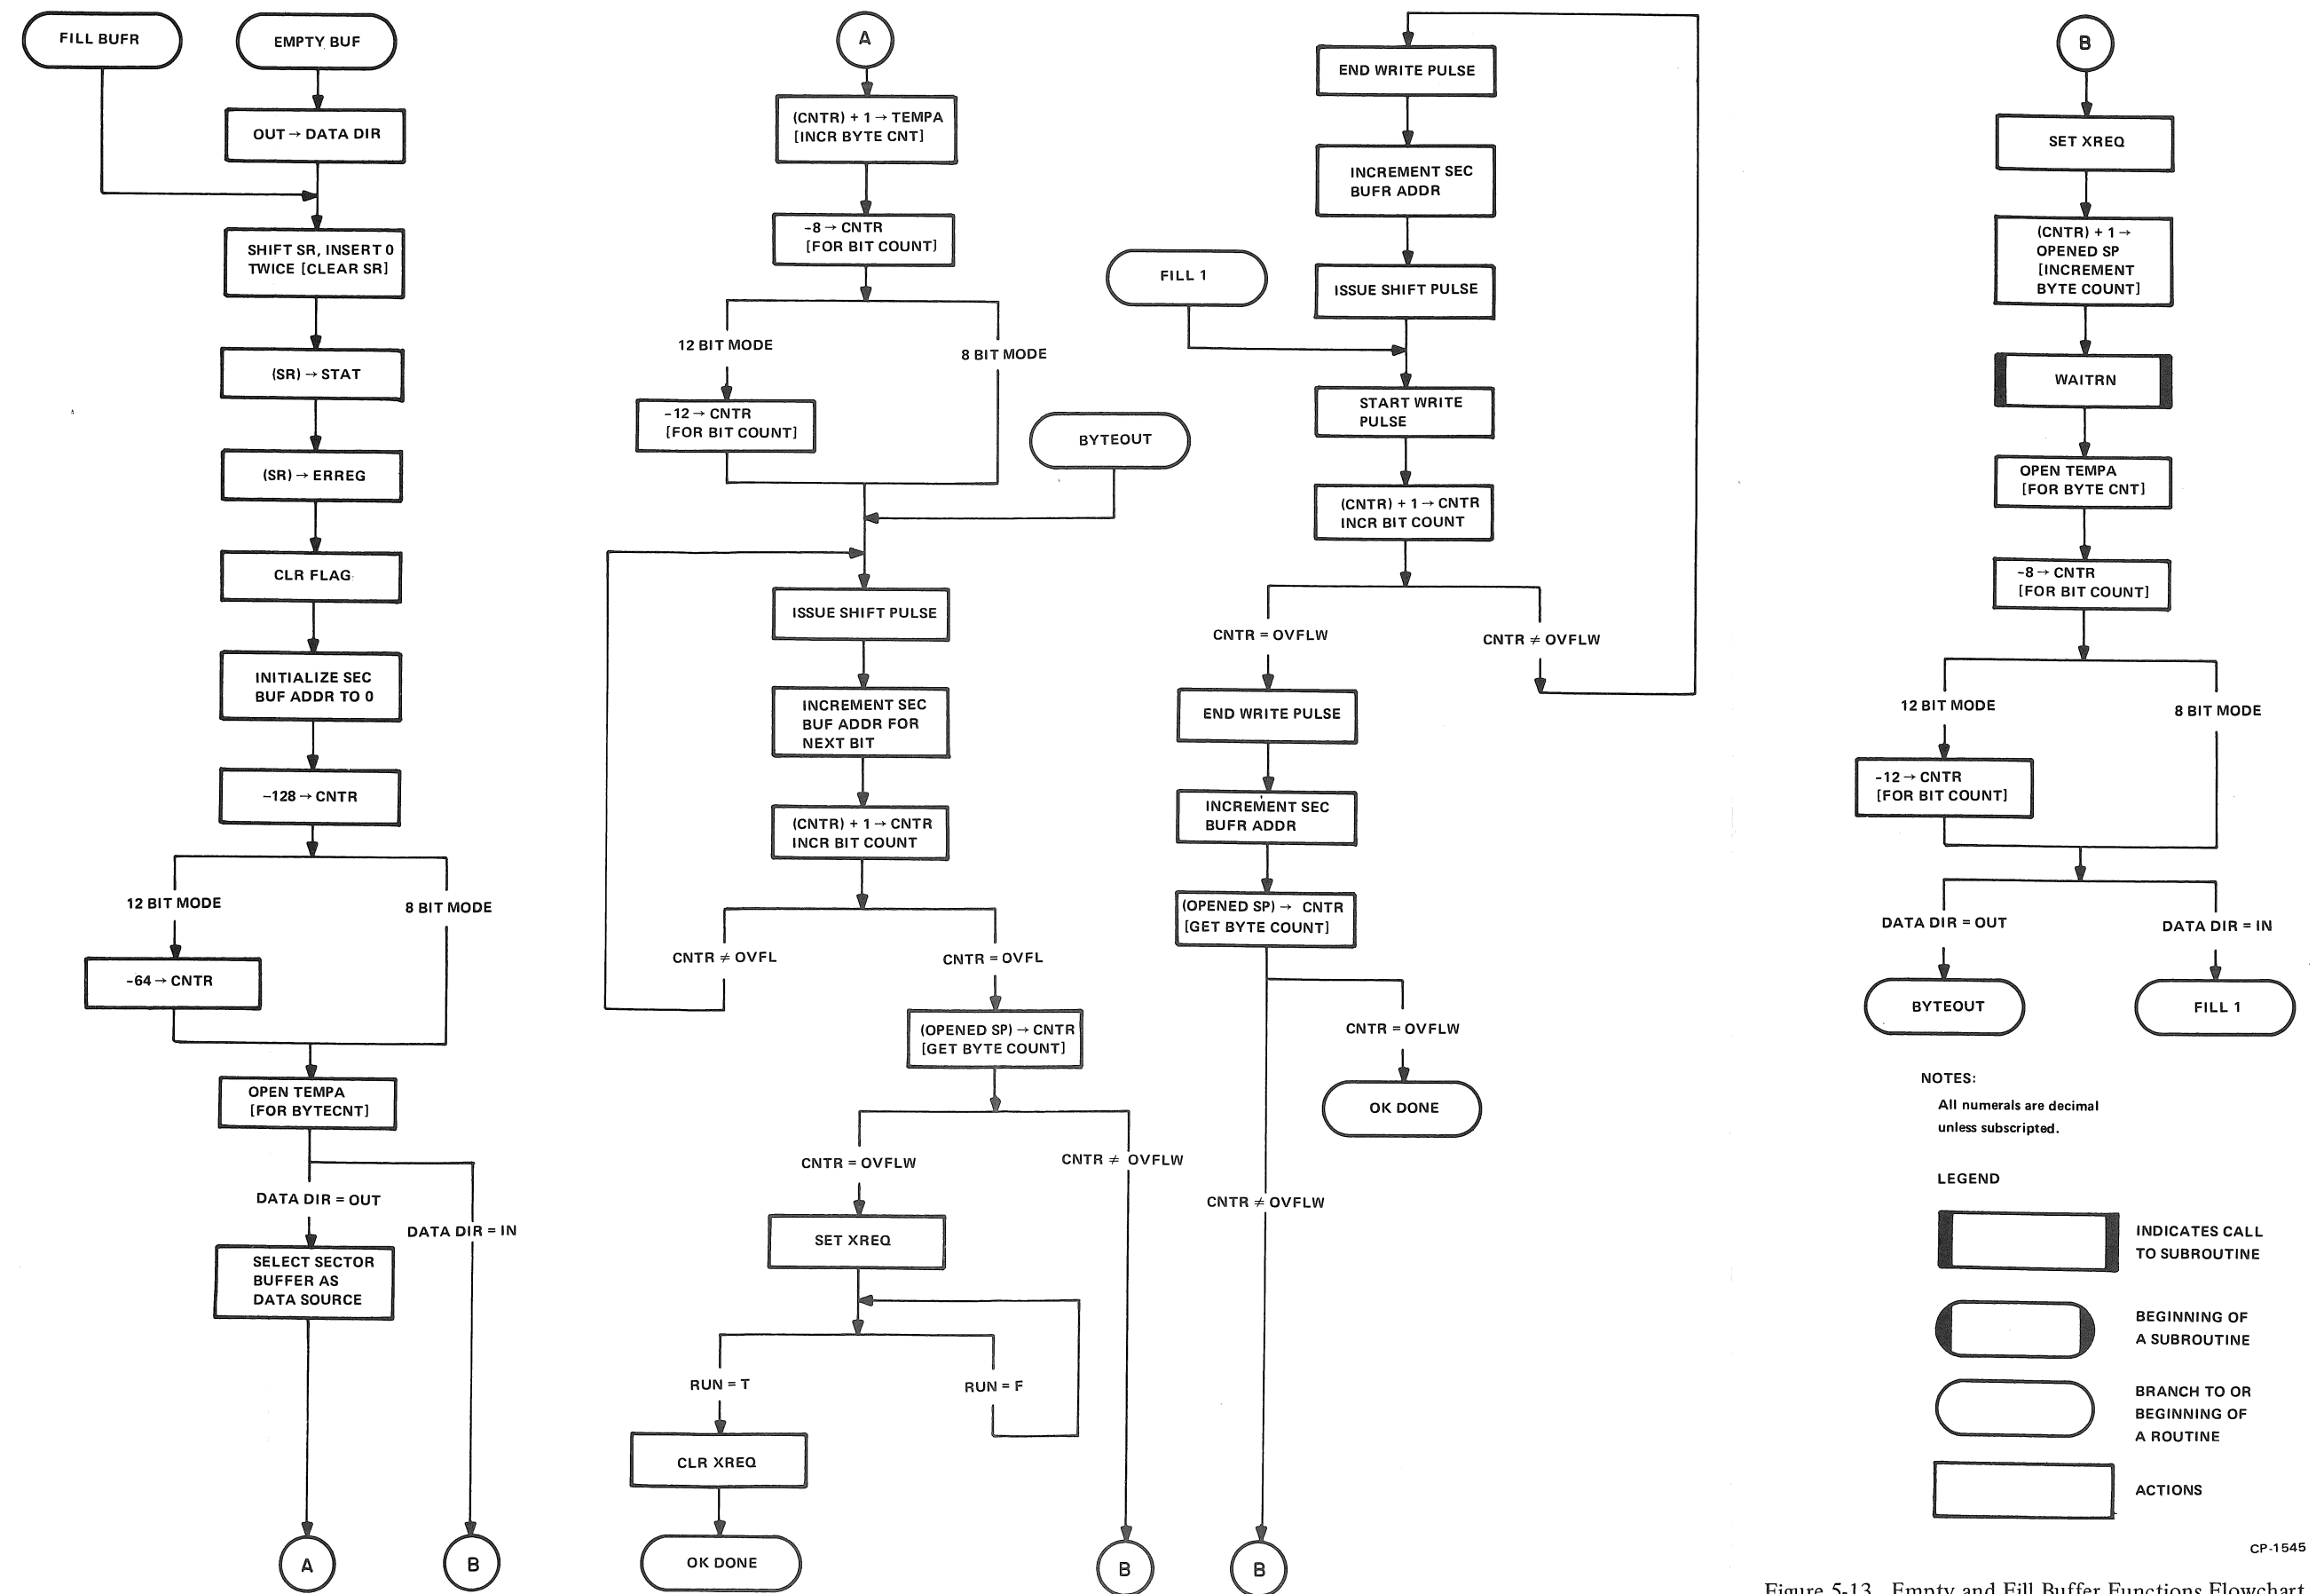 FILL BUFR
EMPTY BUF
OUT → DATA DIR
SHIFT SR, INSERT 0
TWICE [CLEAR SR]
(SR) → STAT
(SR) → ERREG
CLR FLAG
INITIALIZE SEC
BUF ADDR TO 0
-128 → CNTR
12 BIT MODE
8 BIT MODE
-64 → CNTR
OPEN TEMPA
[FOR BYTECNT]
DATA DIR = OUT
DATA DIR = IN
SELECT SECTOR
BUFFER AS
DATA SOURCE
A
B
A
(CNTR) + 1 → TEMPA
[INCR BYTE CNT]
-8 → CNTR
[FOR BIT COUNT]
12 BIT MODE
8 BIT MODE
-12 → CNTR
[FOR BIT COUNT]
BYTEOUT
ISSUE SHIFT PULSE
INCREMENT SEC
BUF ADDR FOR
NEXT BIT
(CNTR) + 1 → CNTR
INCR BIT COUNT
CNTR ≠ OVFL
CNTR = OVFL
(OPENED SP) → CNTR
[GET BYTE COUNT]
CNTR = OVFLW
CNTR ≠ OVFLW
SET XREQ
RUN = T
RUN = F
CLR XREQ
OK DONE
B
END WRITE PULSE
INCREMENT SEC
BUFR ADDR
FILL 1
ISSUE SHIFT PULSE
START WRITE
PULSE
(CNTR) + 1 → CNTR
INCR BIT COUNT
CNTR = OVFLW
CNTR ≠ OVFLW
END WRITE PULSE
INCREMENT SEC
BUFR ADDR
(OPENED SP) → CNTR
[GET BYTE COUNT]
CNTR = OVFLW
OK DONE
CNTR ≠ OVFLW
B
B
SET XREQ
(CNTR) + 1 →
OPENED SP
[INCREMENT
BYTE COUNT]
WAITRN
OPEN TEMPA
[FOR BYTE CNT]
-8 → CNTR
[FOR BIT COUNT]
12 BIT MODE
8 BIT MODE
-12 → CNTR
[FOR BIT COUNT]
DATA DIR = OUT
DATA DIR = IN
BYTEOUT
FILL 1
NOTES:
All numerals are decimal
unless subscripted.
LEGEND
INDICATES CALL
TO SUBROUTINE
BEGINNING OF
A SUBROUTINE
BRANCH TO OR
BEGINNING OF
A ROUTINE
ACTIONS
CP-1545
Figure 5-13 Empty and Fill Buffer Functions Flowchart